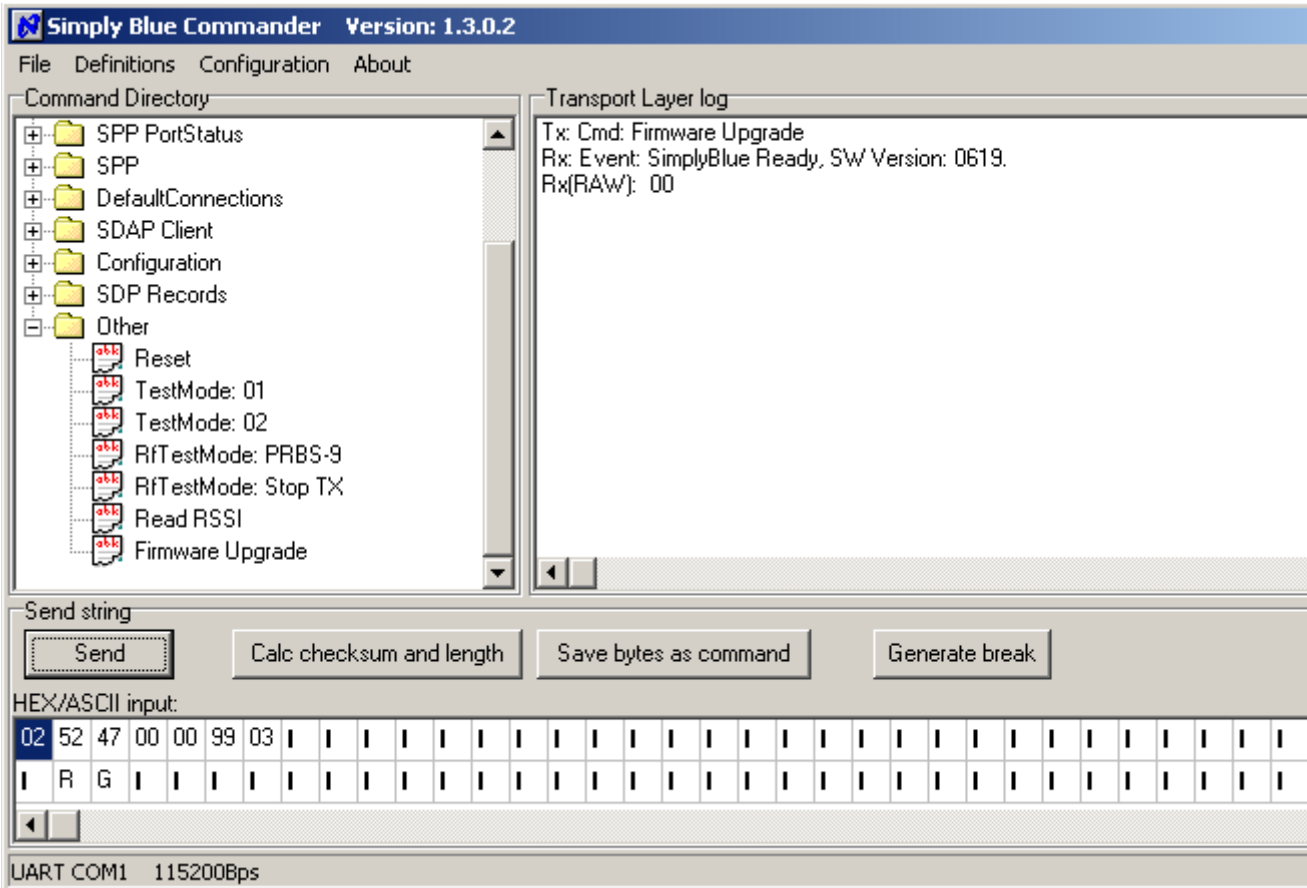 Simply Blue Commander Version: 1.3.0.2
File Definitions Configuration About
Command Directory
SPP PortStatus
SPP
DefaultConnections
SDAP Client
Configuration
SDP Records
Other
Reset
TestMode: 01
TestMode: 02
RfTestMode: PRBS-9
RfTestMode: Stop TX
Read RSSI
Firmware Upgrade
Transport Layer log
Tx: Cmd: Firmware Upgrade
Rx: Event: SimplyBlue Ready, SW Version: 0619.
Rx(RAW): 00
Send string
Send Calc checksum and length Save bytes as command Generate break
HEX/ASCII input:
02 52 47 00 00 99 03
R G
UART COM1 115200Bps